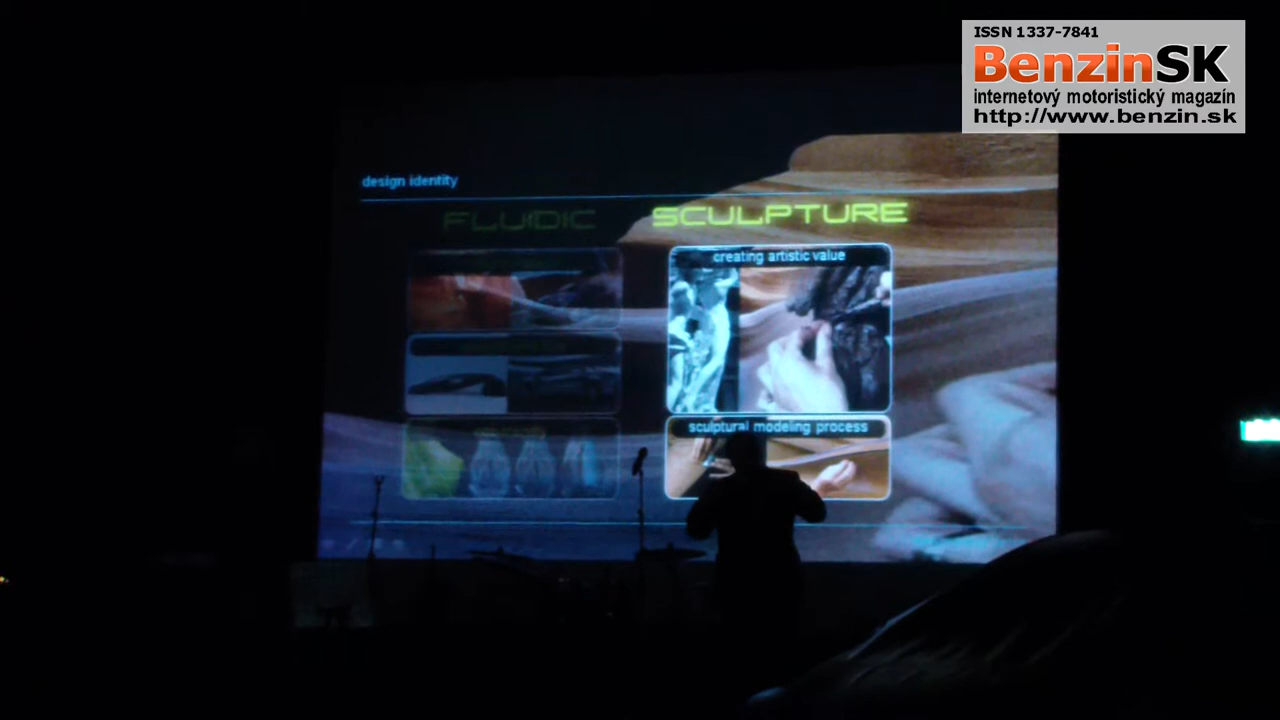 ISSN 1337-7841
BenzinSK
internetový motoristický magazín
http://www.benzin.sk
design identity
FLUIDIC SCULPTURE
creating artistic value
sculptural modeling process